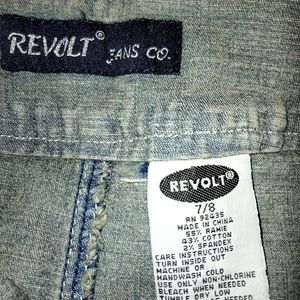 REVOLT® JEANS CO.
REVOLT®
7/8
RN 92435
MADE IN CHINA
55% RAMIE
43% COTTON
2% SPANDEX
CARE INSTRUCTIONS
TURN INSIDE OUT
MACHINE OR
HANDWASH COLD
USE ONLY NON-CHLORINE
BLEACH WHEN NEEDED
TUMBLE DRY LOW